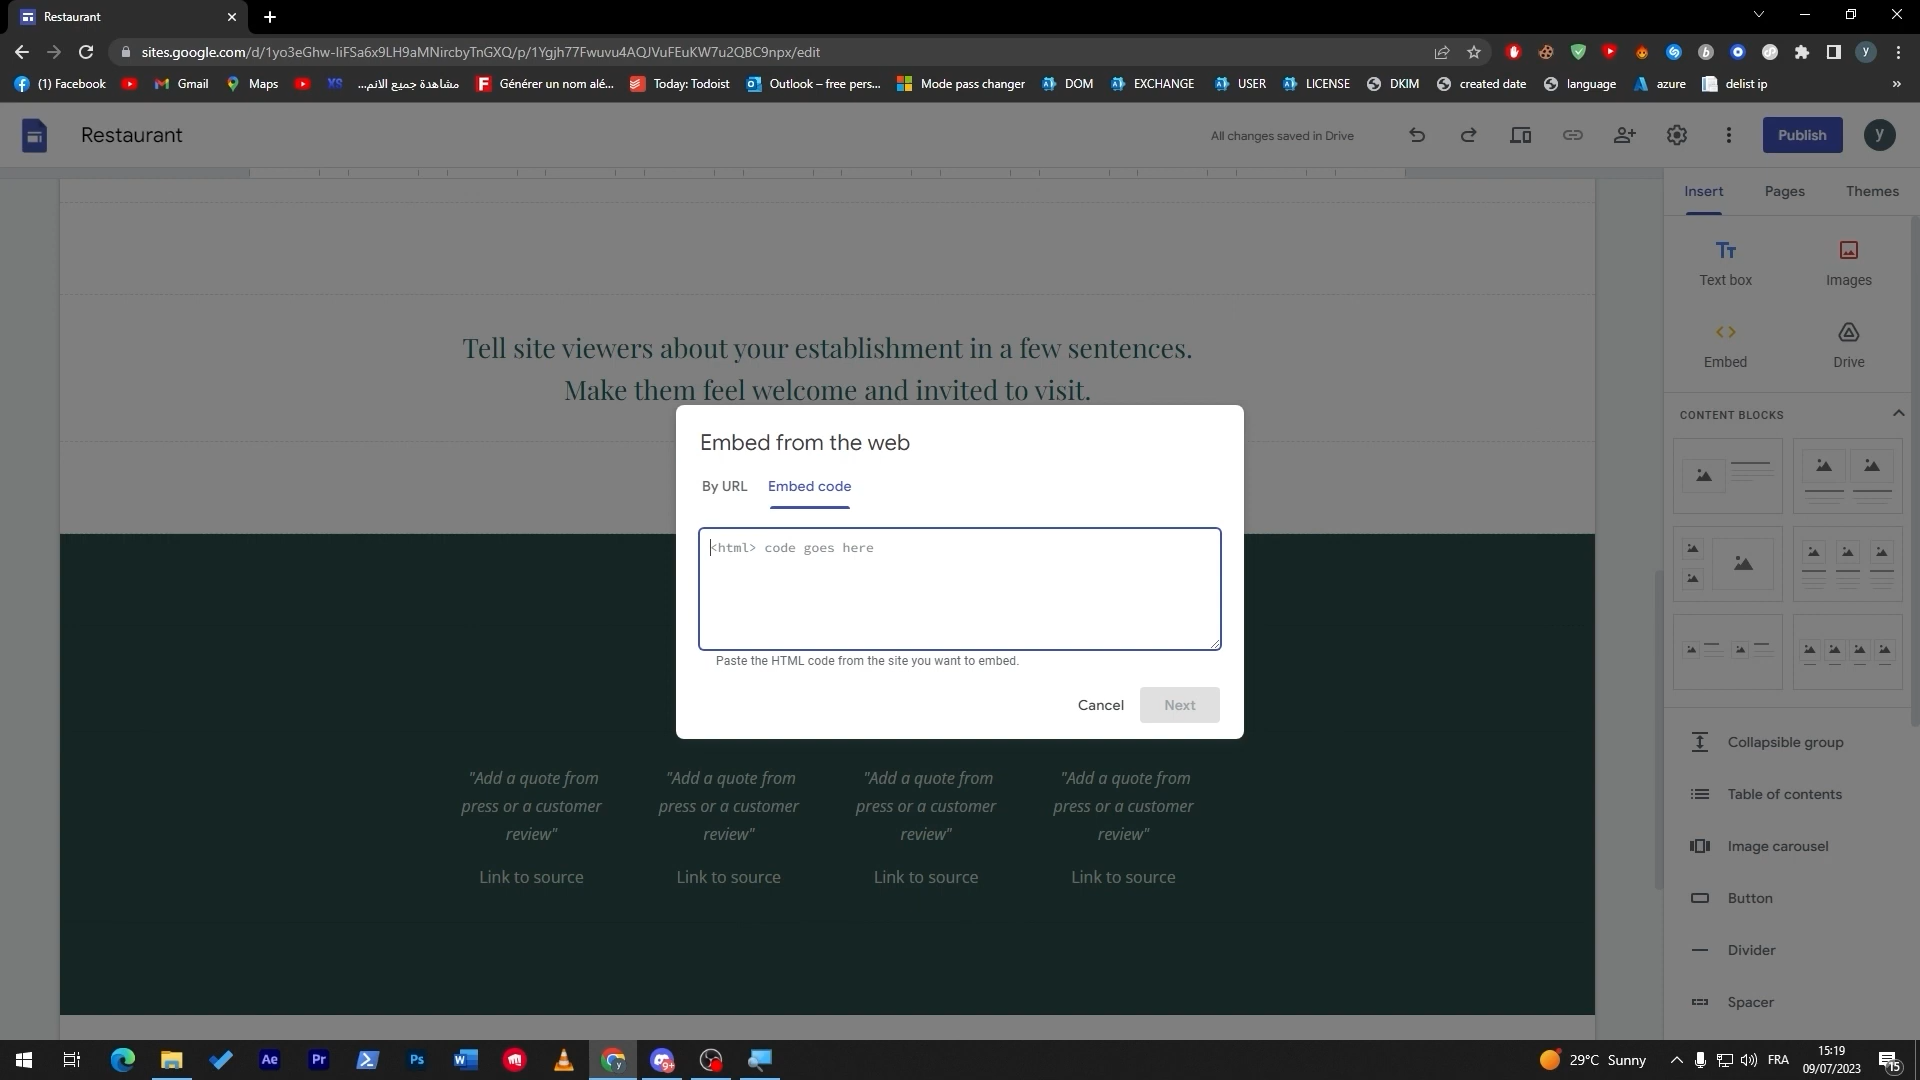 Restaurant
sites.google.com/d/1yo3eGhw-IiFSa6x9LH9aMNircbyTnGXQ/p/1Ygjh77Fwuvu4AQJVuFEuKW7u2QBC9npx/edit
(1) Facebook
Gmail
Maps
XS
مشاهدة جميع الانم...
Générer un nom alé...
Today: Todoist
Outlook – free pers...
Mode pass changer
DOM
EXCHANGE
USER
LICENSE
DKIM
created date
language
azure
delist ip
»
Restaurant
All changes saved in Drive
Publish
y
Insert
Pages
Themes
Text box
Images
Embed
Drive
CONTENT BLOCKS
Collapsible group
Table of contents
Image carousel
Button
Divider
Spacer
Tell site viewers about your establishment in a few sentences.
Make them feel welcome and invited to visit.
Embed from the web
By URL
Embed code
<html> code goes here
Paste the HTML code from the site you want to embed.
Cancel
Next
"Add a quote from
press or a customer
review"
Link to source
"Add a quote from
press or a customer
review"
Link to source
"Add a quote from
press or a customer
review"
Link to source
"Add a quote from
press or a customer
review"
Link to source
Ae
Pr
Ps
W
9+
29°C Sunny
FRA
15:19
09/07/2023
15